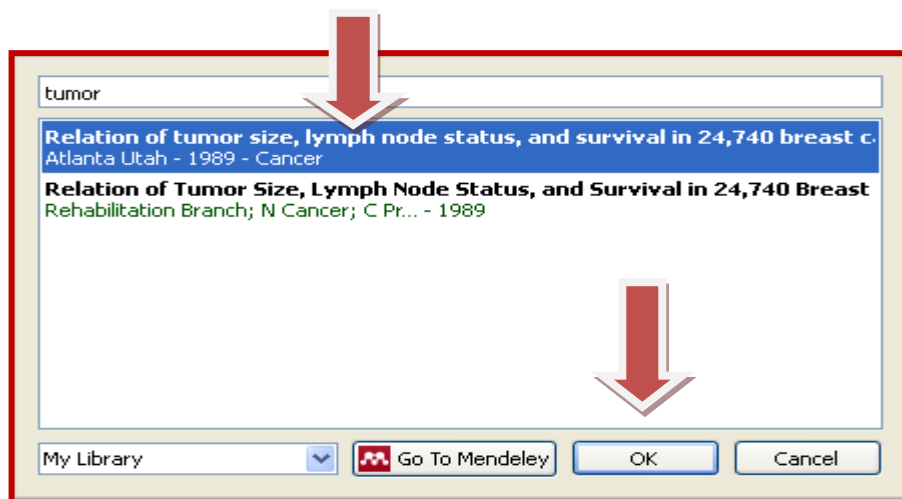 tumor
Relation of tumor size, lymph node status, and survival in 24,740 breast c
Atlanta Utah - 1989 - Cancer
Relation of Tumor Size, Lymph Node Status, and Survival in 24,740 Breast
Rehabilitation Branch; N Cancer; C Pr... - 1989
My Library
Go To Mendeley
OK
Cancel